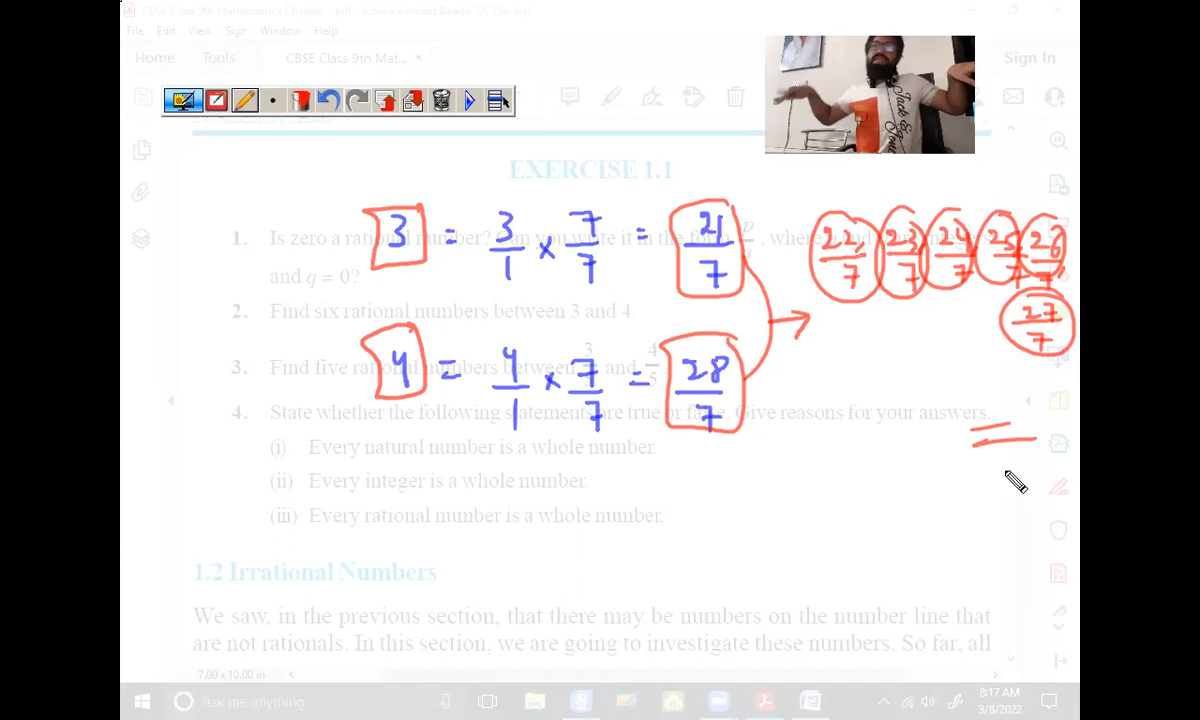 CBSE Class 9th Mathematics Chapter-1.pdf - Adobe Acrobat Reader DC (64-bit)
File Edit View Sign Window Help
Home Tools CBSE Class 9th Mat... × Sign In
EXERCISE 1.1
1. Is zero a rational number? Can you write it in the form p/q, where
and q ≠ 0?
2. Find six rational numbers between 3 and 4.
3. Find five rational numbers between 3/ and 4/5.
4. State whether the following statements are true or false. Give reasons for your answers.
(i) Every natural number is a whole number.
(ii) Every integer is a whole number.
(iii) Every rational number is a whole number.
3 = 3/1 × 7/7 = 21/7
22/7, 23/7 24/7 25/7 26/7,
27/7
4 = 4/1 × 7/7 = 28/7
1.2 Irrational Numbers
We saw, in the previous section, that there may be numbers on the number line that
are not rationals. In this section, we are going to investigate these numbers. So far, all
7.00 x 10.00 in
Ask me anything
8:17 AM
3/8/2022
Jack &